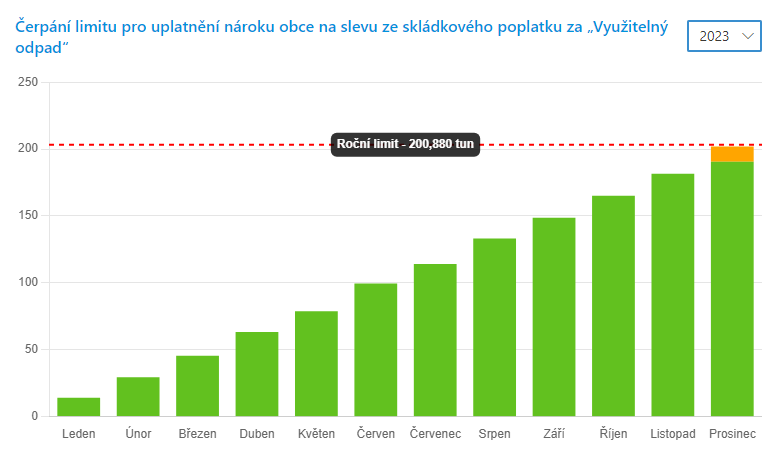 Čerpání limitu pro uplatnění nároku obce na slevu ze skládkového poplatku za „Využitelný
odpad“
2023
250
Roční limit - 200,880 tun
200
150
100
50
0
Leden Únor Březen Duben Květen Červen Červenec Srpen Září Říjen Listopad Prosinec